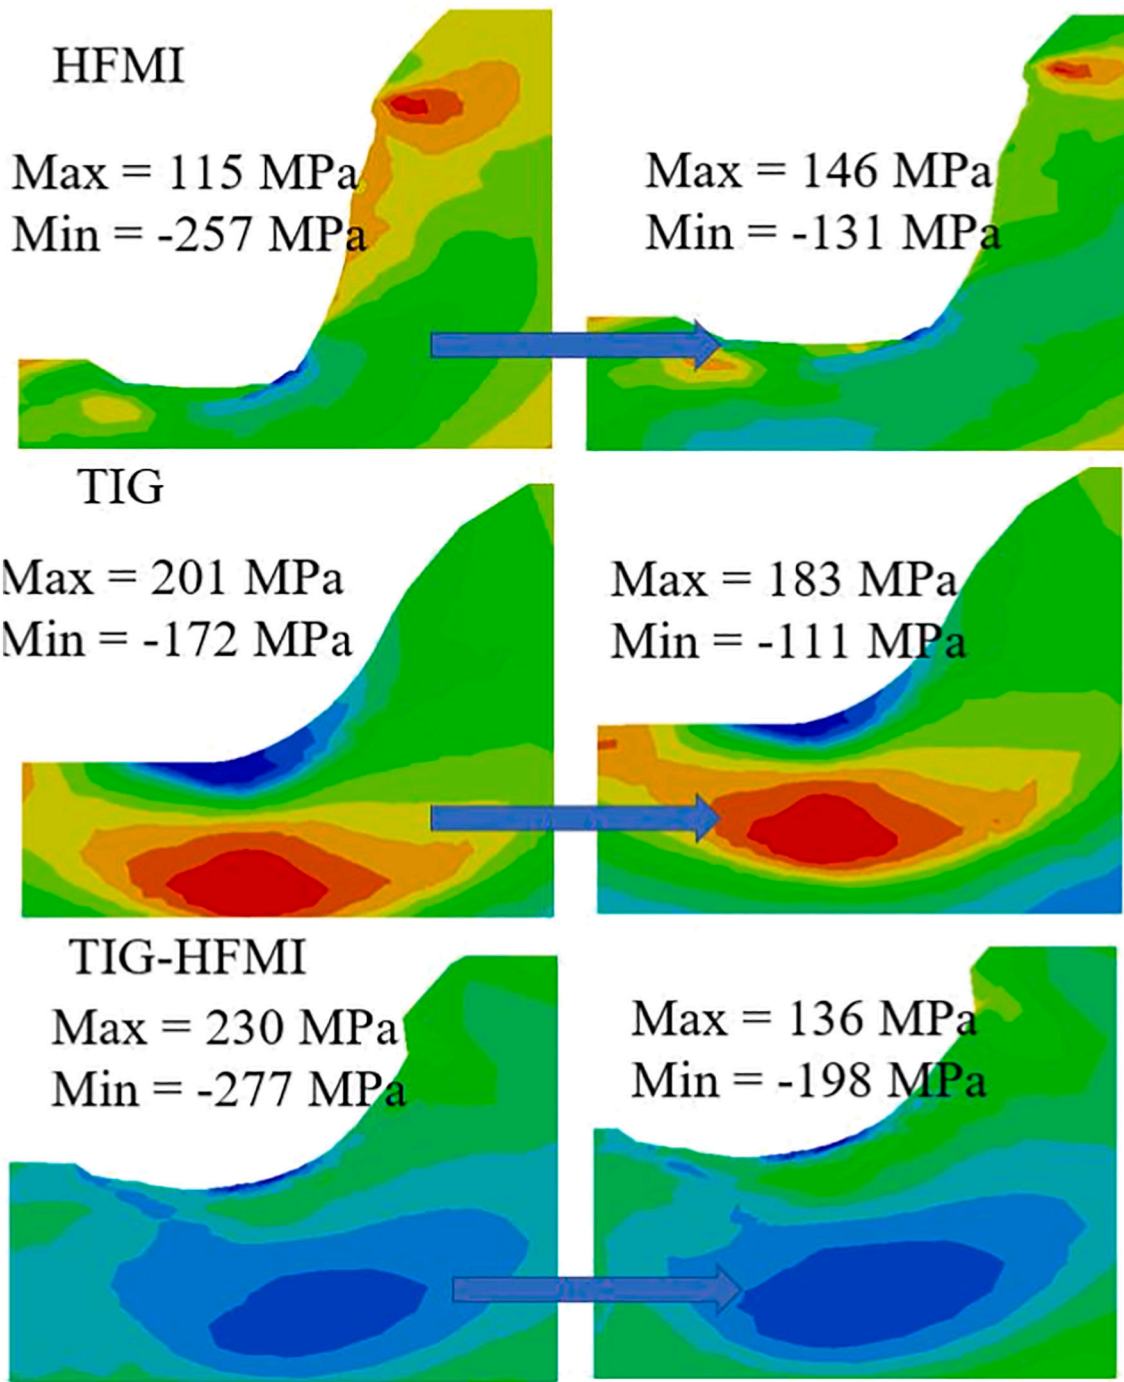 HFMI
Max = 115 MPa
Min = -257 MPa
Max = 146 MPa
Min = -131 MPa
TIG
Max = 201 MPa
Min = -172 MPa
Max = 183 MPa
Min = -111 MPa
TIG-HFMI
Max = 230 MPa
Min = -277 MPa
Max = 136 MPa
Min = -198 MPa